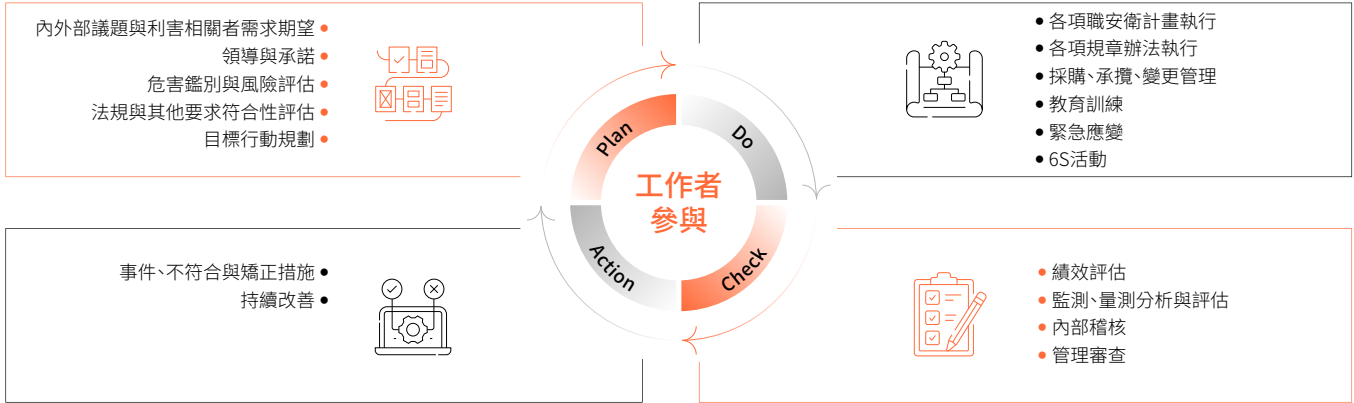 內外部議題與利害相關者需求期望
領導與承諾
危害鑑別與風險評估
法規與其他要求符合性評估
目標行動規劃
Plan
Do
各項職安衛計畫執行
各項規章辦法執行
採購、承攬、變更管理
教育訓練
緊急應變
6S活動
工作者
參與
Action
Check
事件、不符合與矯正措施
持續改善
績效評估
監測、量測分析與評估
內部稽核
管理審查